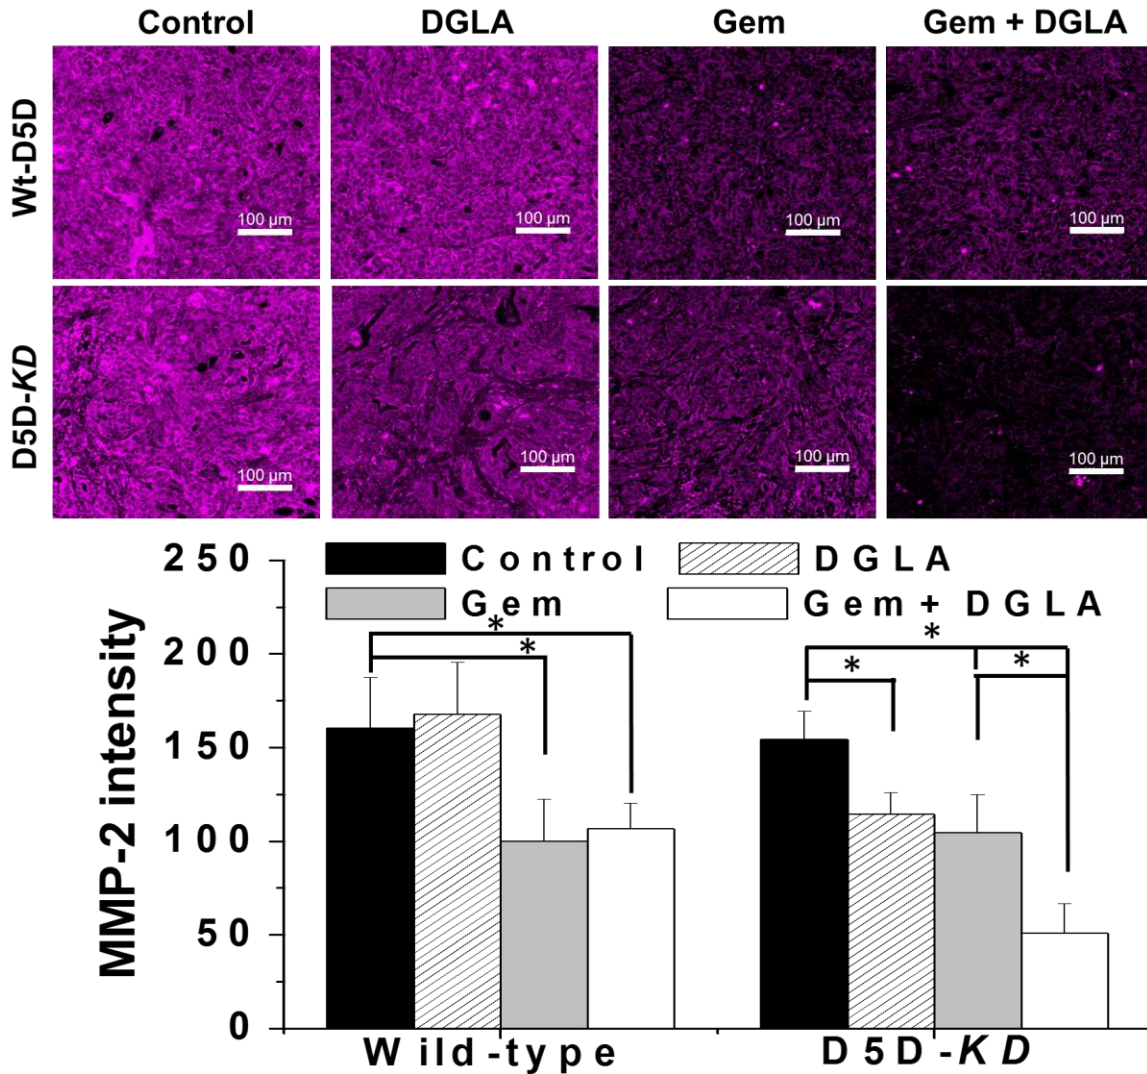 Control DGLA Gem Gem + DGLA
Wt-D5D
100 µm 100 µm 100 µm 100 µm
D5D-KD
100 µm 100 µm 100 µm 100 µm
MMP-2 intensity
250
200
150
100
50
0
Control DGLA
Gem Gem + DGLA
* *
* * *
Wild-type D5D-KD